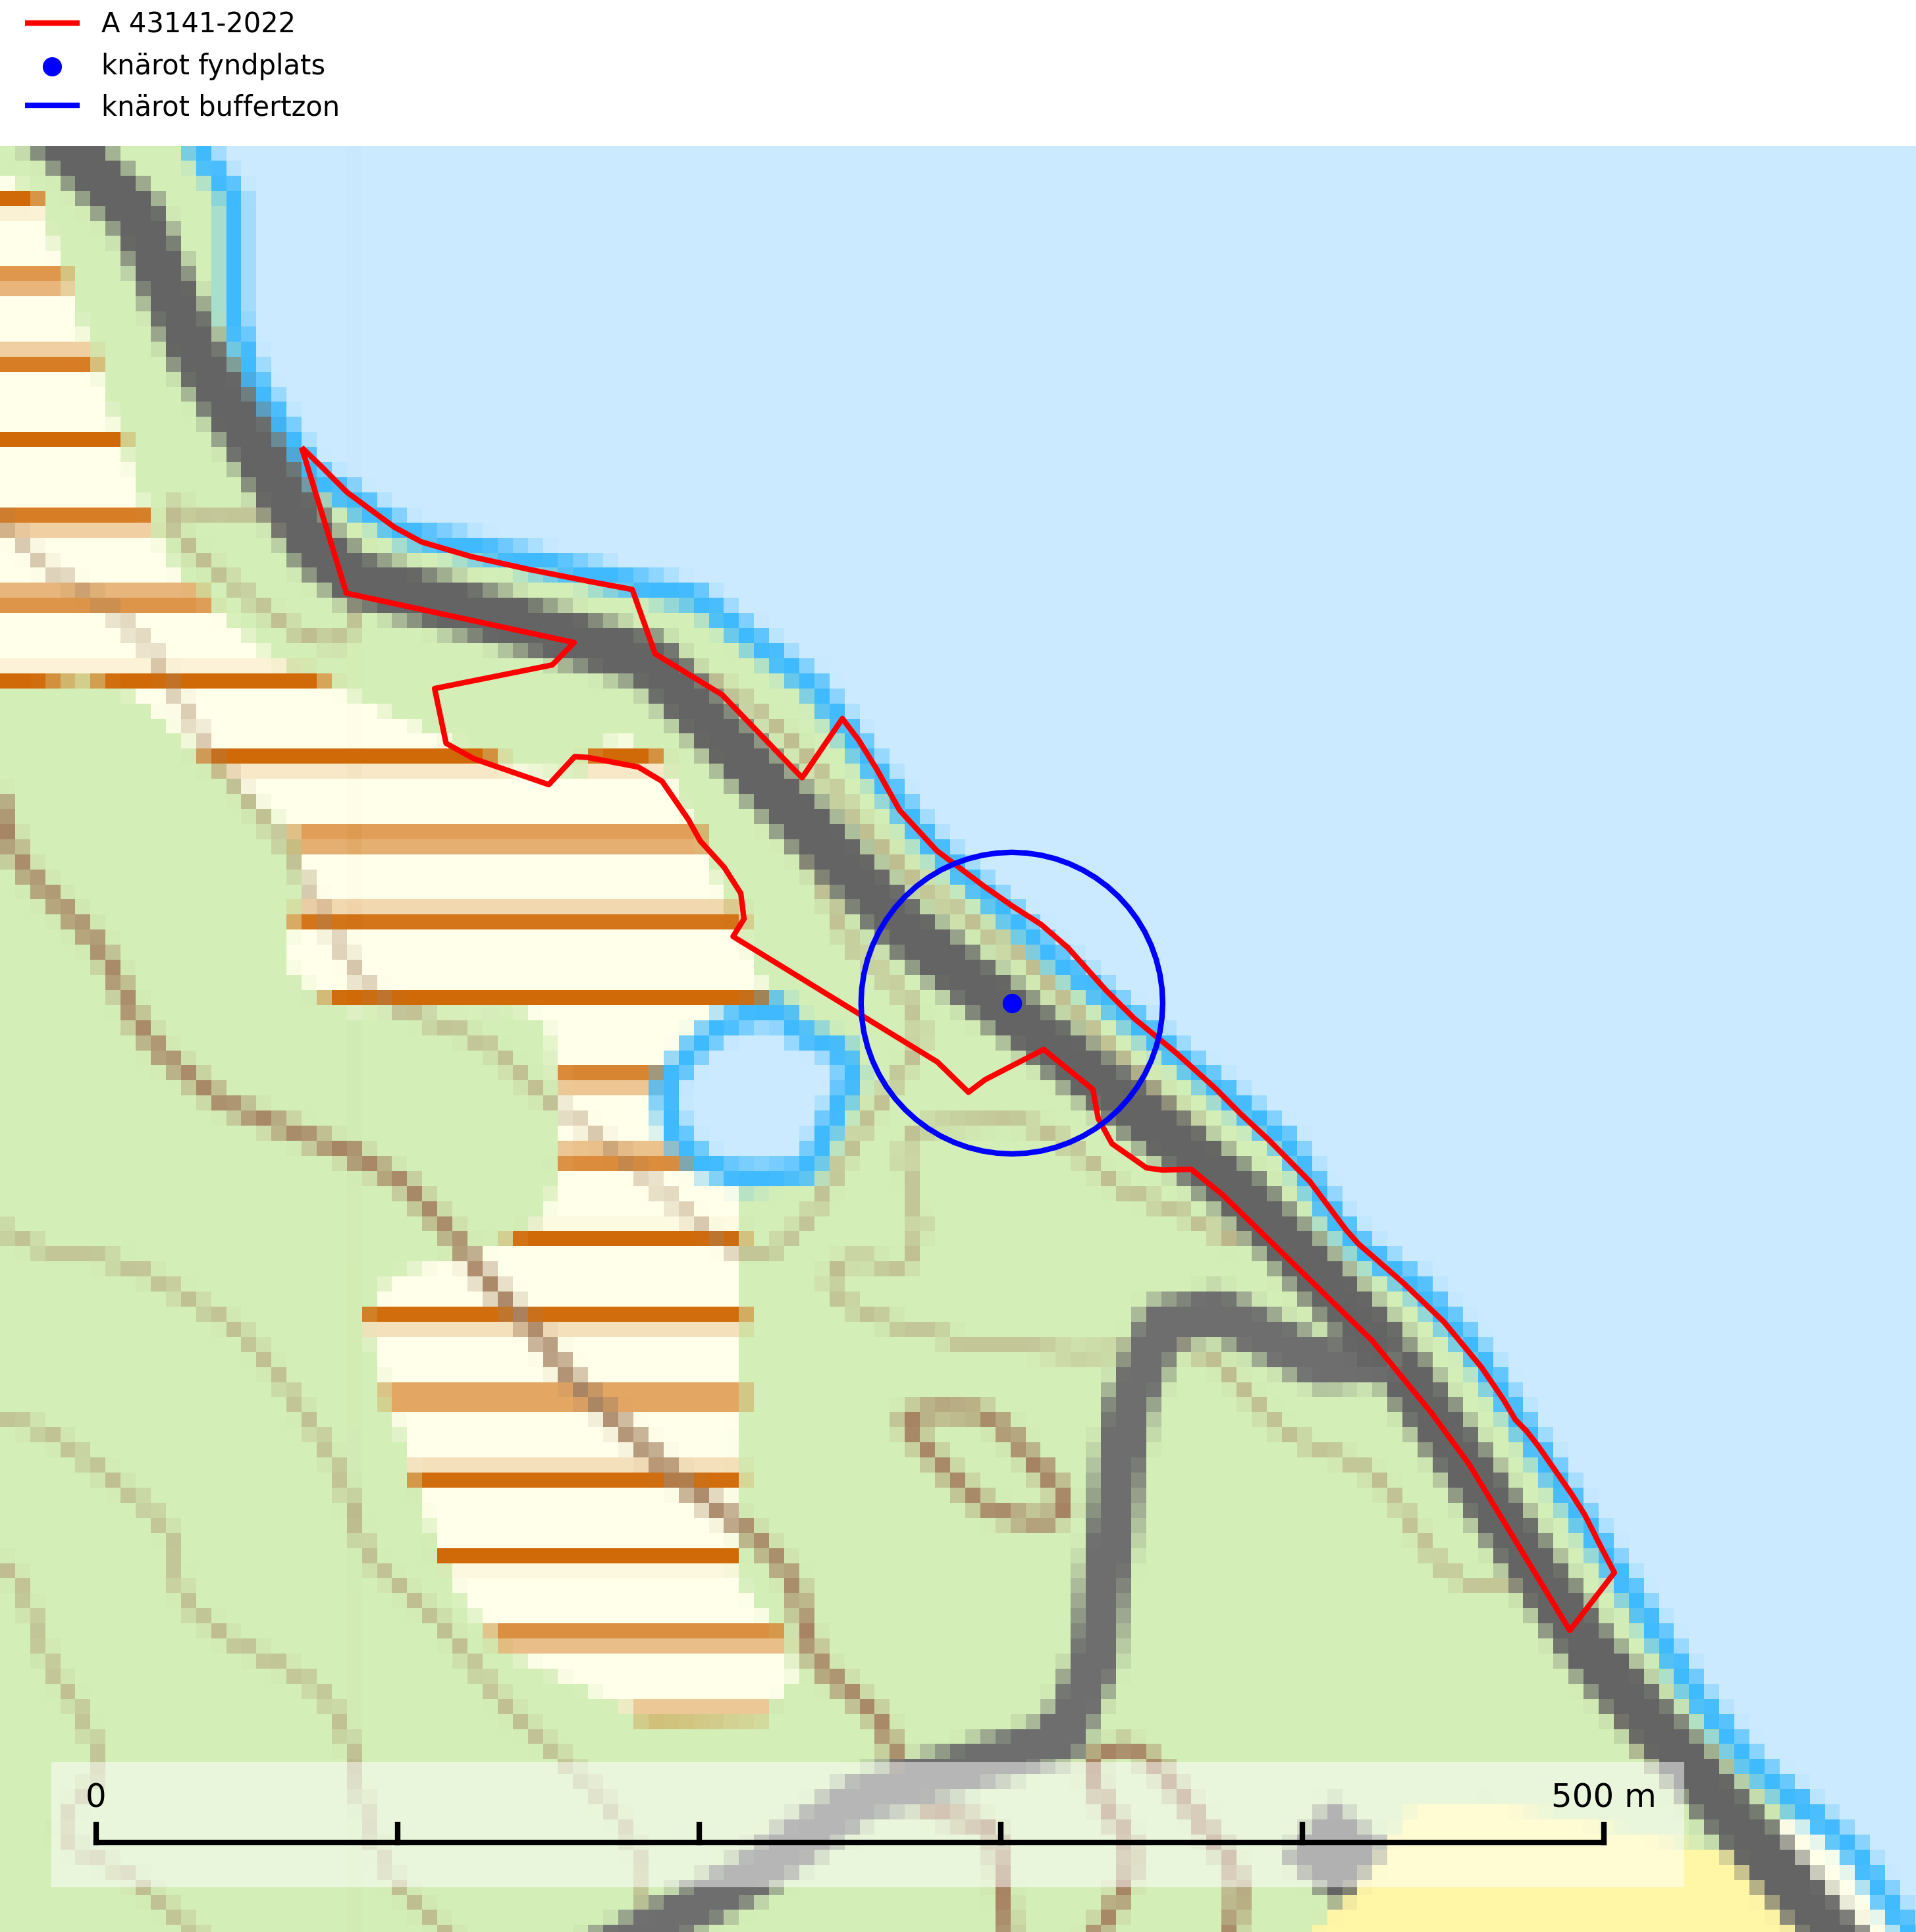 A 43141-2022
knärot fyndplats
knärot buffertzon
0 500 m